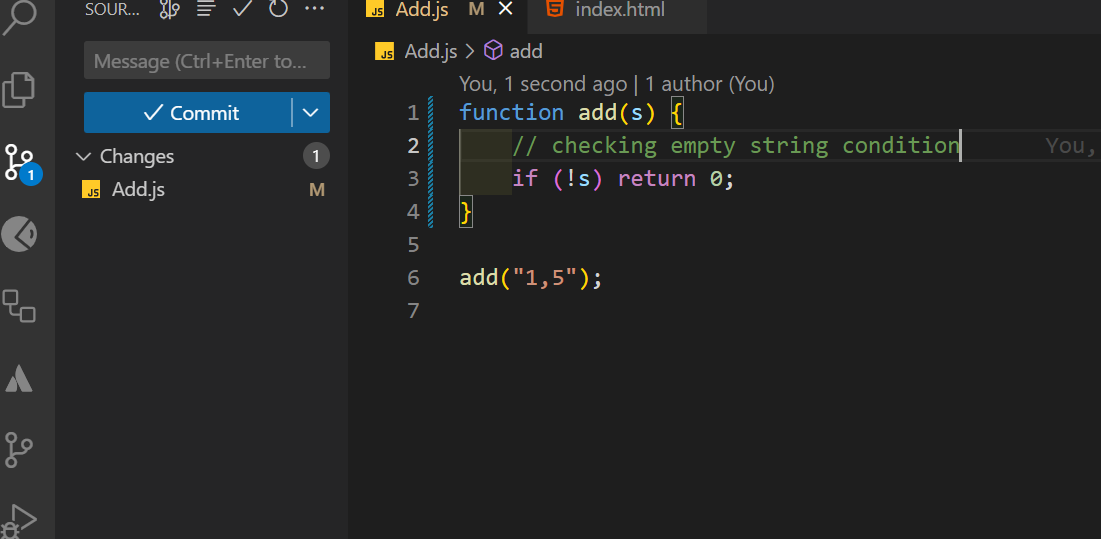 SOUR...
Message (Ctrl+Enter to...
Commit
Changes 1
JS Add.js M
1
JS Add.js M
index.html
JS Add.js > add
You, 1 second ago | 1 author (You)
1 function add(s) {
2 // checking empty string condition You,
3 if (!s) return 0;
4 }
5
6 add("1,5");
7